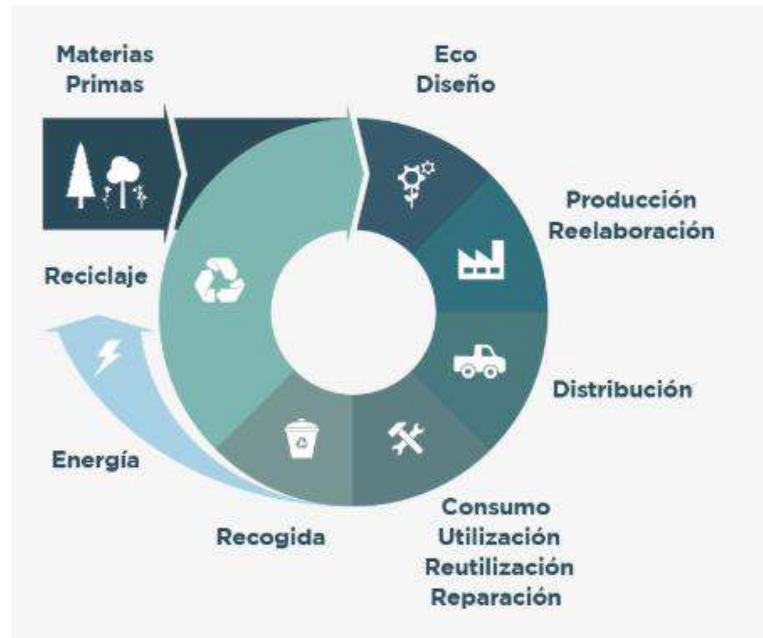 Materias
Primas
Eco
Diseño
Producción
Reelaboración
Reciclaje
Distribución
Energía
Consumo
Utilización
Reutilización
Reparación
Recogida